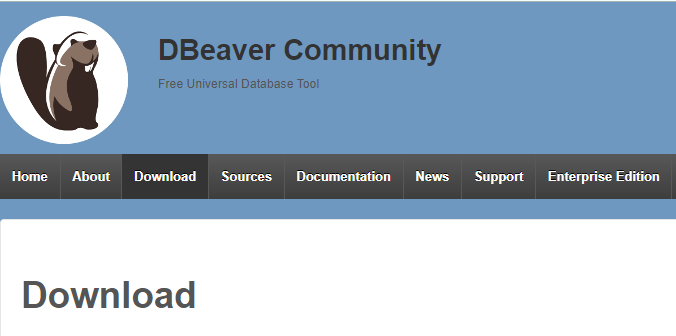 DBeaver Community
Free Universal Database Tool
Home About Download Sources Documentation News Support Enterprise Edition
Download